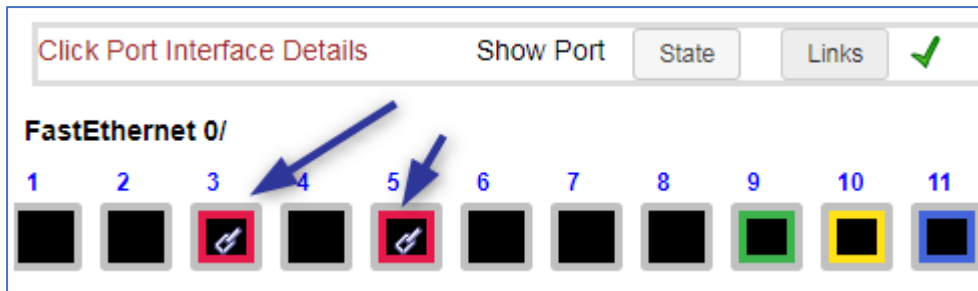 Click Port Interface Details Show Port State Links
FastEthernet 0/
1 2 3 4 5 6 7 8 9 10 11